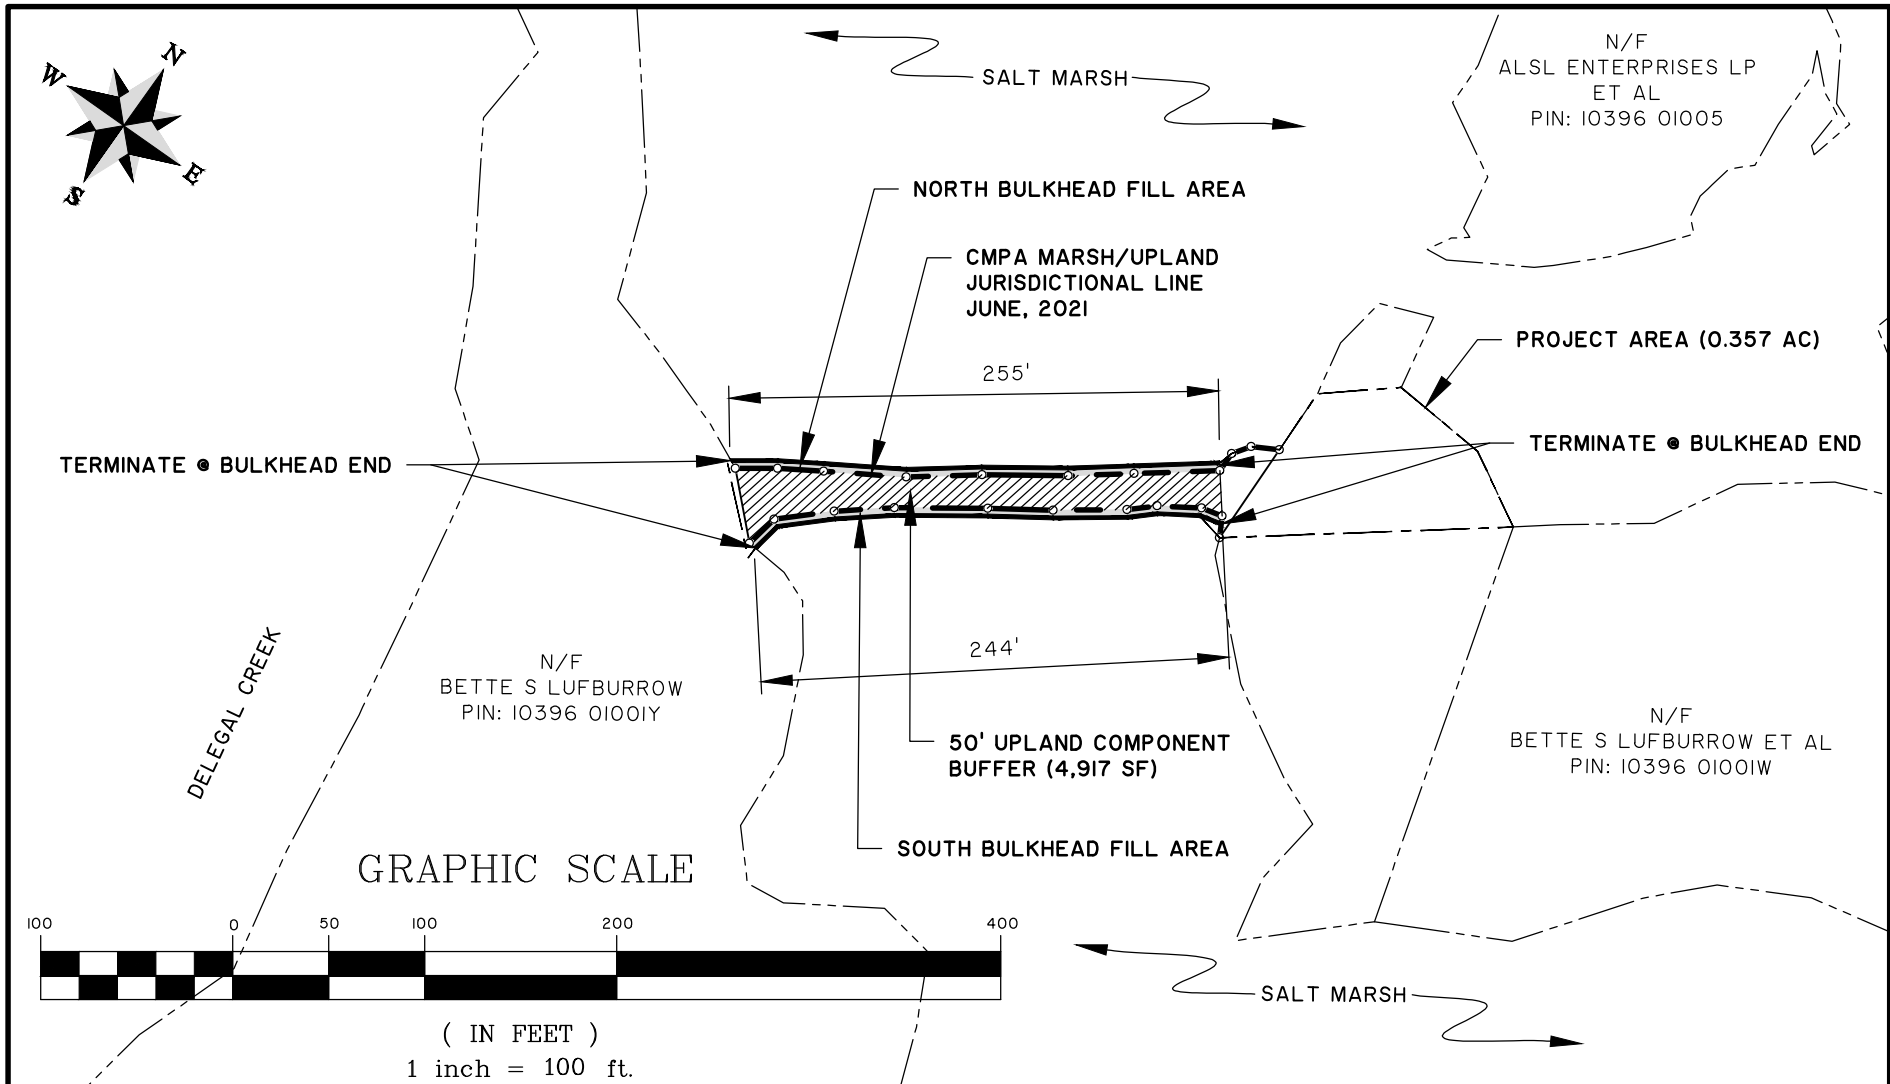 N
W
E
S
SALT MARSH
N/F
ALSL ENTERPRISES LP
ET AL
PIN: 10396 01005
NORTH BULKHEAD FILL AREA
CMPA MARSH/UPLAND
JURISDICTIONAL LINE
JUNE, 2021
PROJECT AREA (0.357 AC)
255'
TERMINATE @ BULKHEAD END
TERMINATE @ BULKHEAD END
244'
DELEGAL CREEK
N/F
BETTE S LUFBURROW
PIN: 10396 01001Y
50' UPLAND COMPONENT
BUFFER (4,917 SF)
N/F
BETTE S LUFBURROW ET AL
PIN: 10396 01001W
SOUTH BULKHEAD FILL AREA
GRAPHIC SCALE
100 0 50 100 200 400
( IN FEET )
1 inch = 100 ft.
SALT MARSH